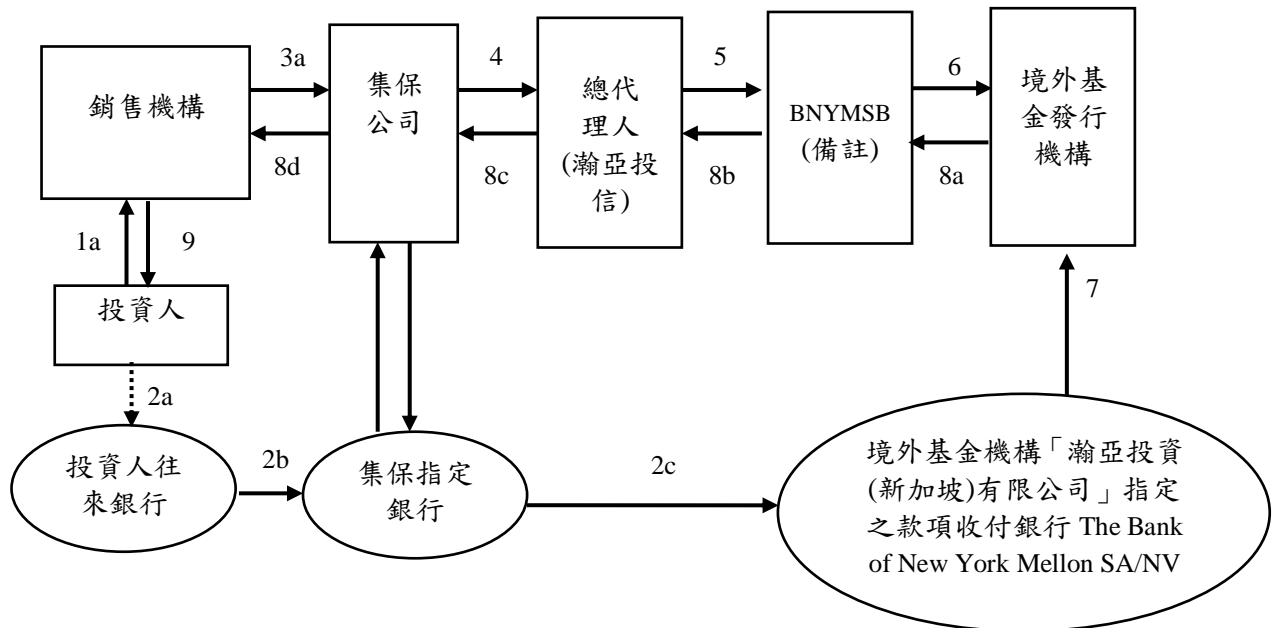 3a
4
5
6
銷售機構
集保
公司
總代
理人
(瀚亞投
信)
BNYMSB
(備註)
境外基
金發行
機構
8d
8c
8b
8a
1a
9
7
投資人
2a
投資人往
來銀行
2b
集保指定
銀行
2c
境外基金機構「瀚亞投資
(新加坡)有限公司」指定
之款項收付銀行 The Bank
of New York Mellon SA/NV